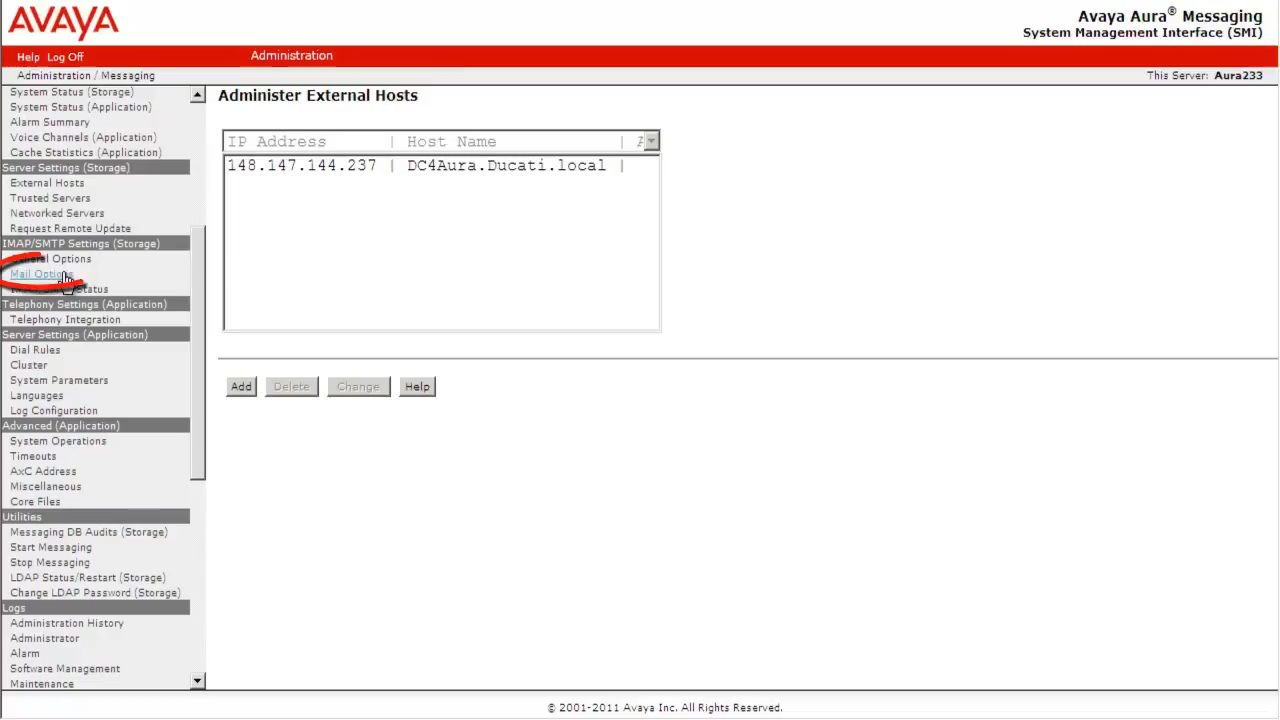 AVAYA
Avaya Aura® Messaging
System Management Interface (SMI)
Help Log Off
Administration
Administration / Messaging
This Server: Aura233
System Status (Storage)
System Status (Application)
Alarm Summary
Voice Channels (Application)
Cache Statistics (Application)
Server Settings (Storage)
External Hosts
Trusted Servers
Networked Servers
Request Remote Update
IMAP/SMTP Settings (Storage)
General Options
Mail Options
Status
Telephony Settings (Application)
Telephony Integration
Server Settings (Application)
Dial Rules
Cluster
System Parameters
Languages
Log Configuration
Advanced (Application)
System Operations
Timeouts
AxC Address
Miscellaneous
Core Files
Utilities
Messaging DB Audits (Storage)
Start Messaging
Stop Messaging
LDAP Status/Restart (Storage)
Change LDAP Password (Storage)
Logs
Administration History
Administrator
Alarm
Software Management
Maintenance
Administer External Hosts
IP Address | Host Name |
148.147.144.237 | DC4Aura.Ducati.local |
Add Delete Change Help
© 2001-2011 Avaya Inc. All Rights Reserved.